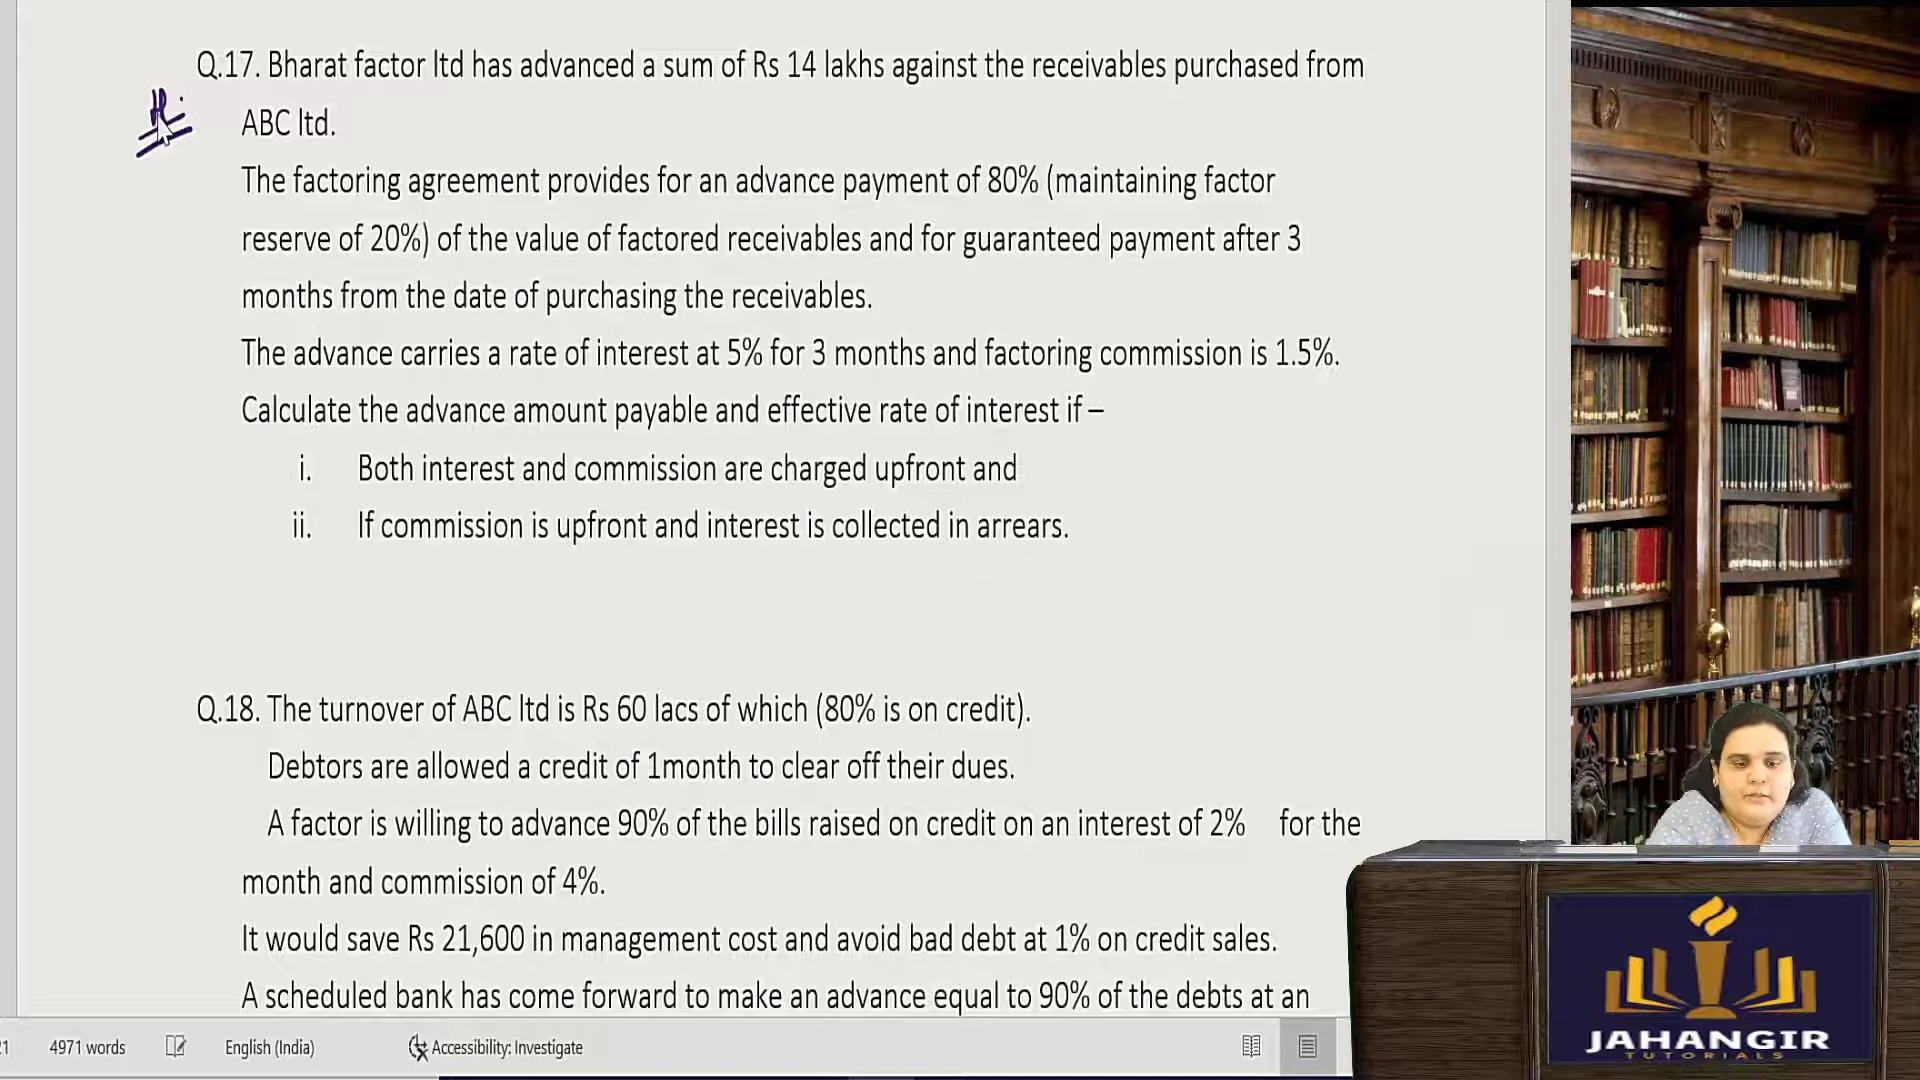 Q.17. Bharat factor ltd has advanced a sum of Rs 14 lakhs against the receivables purchased from
ABC ltd.
The factoring agreement provides for an advance payment of 80% (maintaining factor
reserve of 20%) of the value of factored receivables and for guaranteed payment after 3
months from the date of purchasing the receivables.
The advance carries a rate of interest at 5% for 3 months and factoring commission is 1.5%.
Calculate the advance amount payable and effective rate of interest if –
i. Both interest and commission are charged upfront and
ii. If commission is upfront and interest is collected in arrears.
Q.18. The turnover of ABC ltd is Rs 60 lacs of which (80% is on credit).
Debtors are allowed a credit of 1month to clear off their dues.
A factor is willing to advance 90% of the bills raised on credit on an interest of 2% for the
month and commission of 4%.
It would save Rs 21,600 in management cost and avoid bad debt at 1% on credit sales.
A scheduled bank has come forward to make an advance equal to 90% of the debts at an
21 4971 words English (India) Accessibility: Investigate
JAHANGIR
TUTORIALS